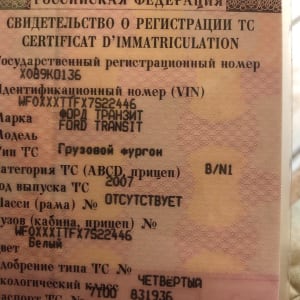 РОССИЙСКАЯ ФЕДЕРАЦИЯ
СВИДЕТЕЛЬСТВО О РЕГИСТРАЦИИ ТС
CERTIFICAT D'IMMATRICULATION
Государственный регистрационный номер
Х089КО136
Идентификационный номер (VIN)
WF0XXXTTFX7S22446
Марка ФОРД ТРАНЗИТ
Модель FORD TRANSIT
Тип ТС Грузовой фургон
Категория ТС (ABCD, прицеп) B/N1
Год выпуска ТС 2007
Шасси (рама) № ОТСУТСТВУЕТ
Кузов (кабина, прицеп) №
WF0XXXTTFX7S22446
Цвет Белый
Одобрение типа ТС №
Экологический класс ЧЕТВЕРТЫЙ
Паспорт ТС 831936